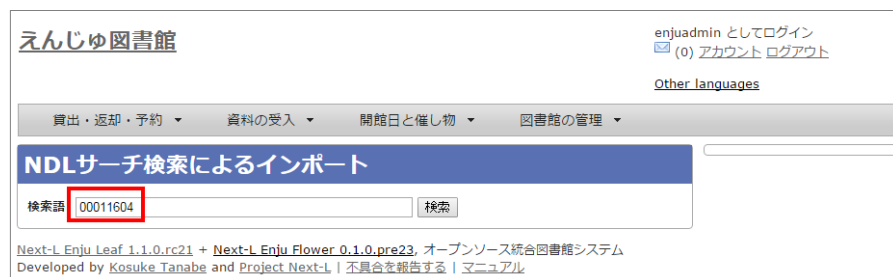 えんじゅ図書館
enjuadmin としてログイン
(0) アカウント ログアウト
Other languages
貸出・返却・予約 ▼ 資料の受入 ▼ 開館日と催し物 ▼ 図書館の管理 ▼
NDLサーチ検索によるインポート
検索語 00011604 検索
Next-L Enju Leaf 1.1.0.rc21 + Next-L Enju Flower 0.1.0.pre23, オープンソース統合図書館システム
Developed by Kosuke Tanabe and Project Next-L | 不具合を報告する | マニュアル